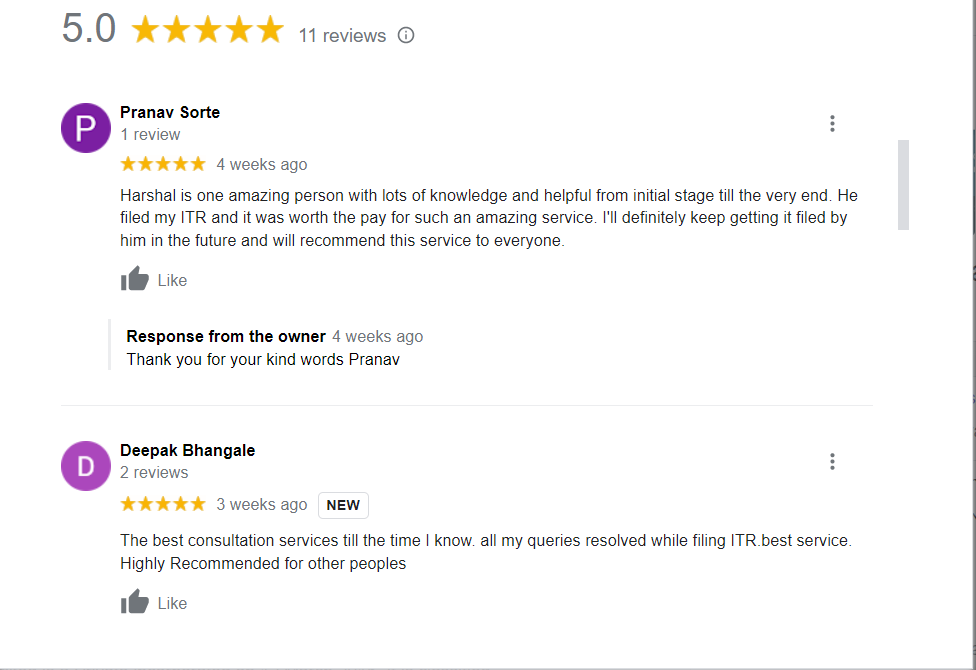 5.0 11 reviews
P
Pranav Sorte
1 review
4 weeks ago
Harshal is one amazing person with lots of knowledge and helpful from initial stage till the very end. He
filed my ITR and it was worth the pay for such an amazing service. I'll definitely keep getting it filed by
him in the future and will recommend this service to everyone.
Like
Response from the owner 4 weeks ago
Thank you for your kind words Pranav
D
Deepak Bhangale
2 reviews
3 weeks ago NEW
The best consultation services till the time I know. all my queries resolved while filing ITR.best service.
Highly Recommended for other peoples
Like